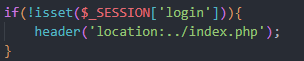 if(!isset($_SESSION['login'])){
    header('location:../index.php');
}